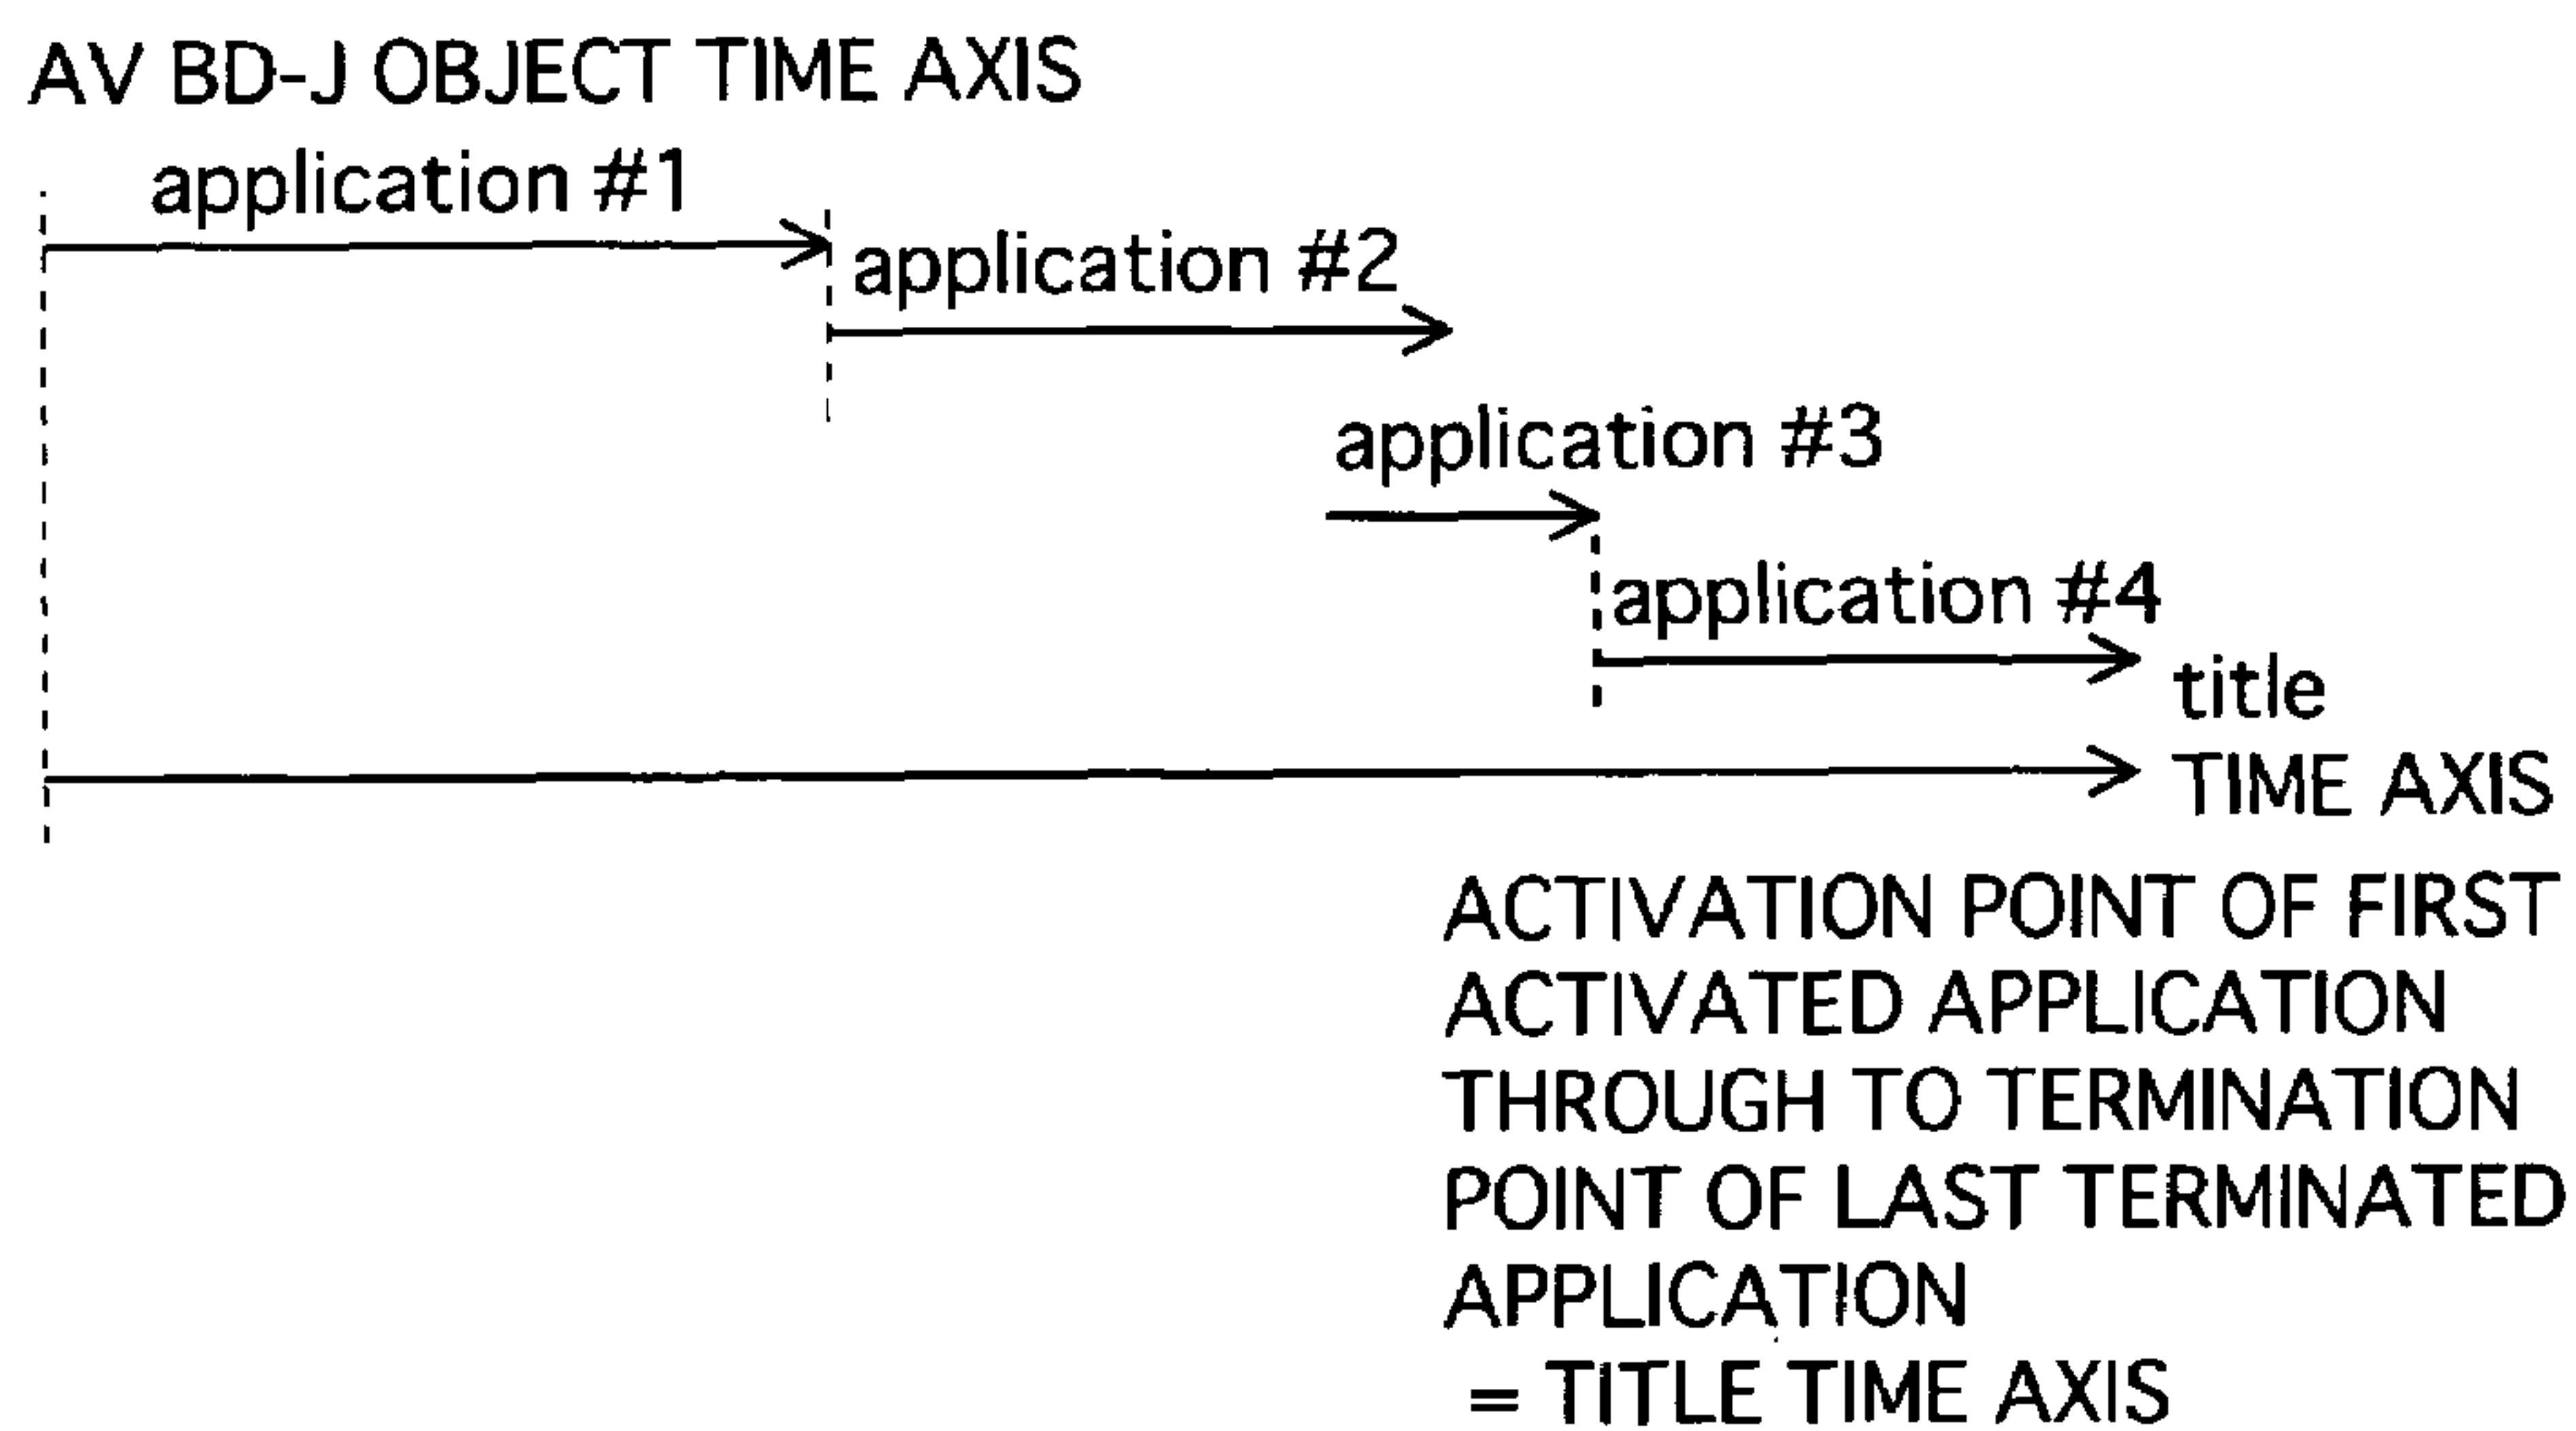 AV BD-J OBJECT TIME AXIS
application #1
application #2
application #3
application #4
title
TIME AXIS
ACTIVATION POINT OF FIRST
ACTIVATED APPLICATION
THROUGH TO TERMINATION
POINT OF LAST TERMINATED
APPLICATION
= TITLE TIME AXIS